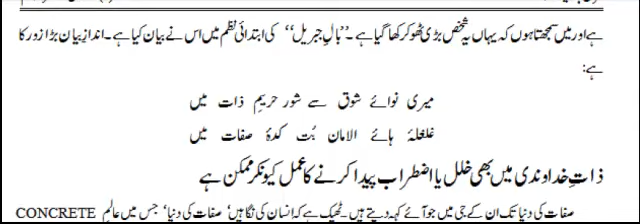 ہے اور میں سمجھتا ہوں کہ یہاں یہ شخص بڑی ٹھوکر کھا گیا ہے۔ ’’بالِ جبریل‘‘ کی ابتدائی نظم میں اس نے بیان کیا ہے۔ اندازِ بیان بڑا زور کا
ہے:
میری نوائے شوق سے شور حریمِ ذات میں
غلغلۂ ہائے الاماں بُت کدۂ صفات میں
ذاتِ خداوندی میں بھی خلل یا اضطراب پیدا کرنے کا عمل کیونکر ممکن ہے
صفات کی دنیا تک ان کے جی میں جو آئے کہہ دیتے ہیں۔ ٹھیک ہے کہ انسان کی نگاہیں‘ صفات کی دنیا‘ جس میں عالمِ CONCRETE